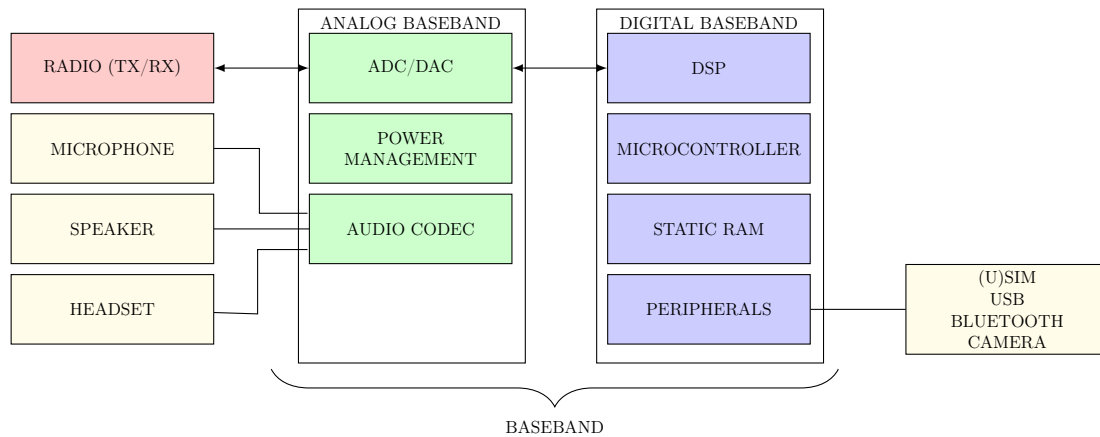 ANALOG BASEBAND
DIGITAL BASEBAND
RADIO (TX/RX)
ADC/DAC
DSP
MICROPHONE
POWER
MANAGEMENT
MICROCONTROLLER
SPEAKER
AUDIO CODEC
STATIC RAM
HEADSET
PERIPHERALS
(U)SIM
USB
BLUETOOTH
CAMERA
BASEBAND